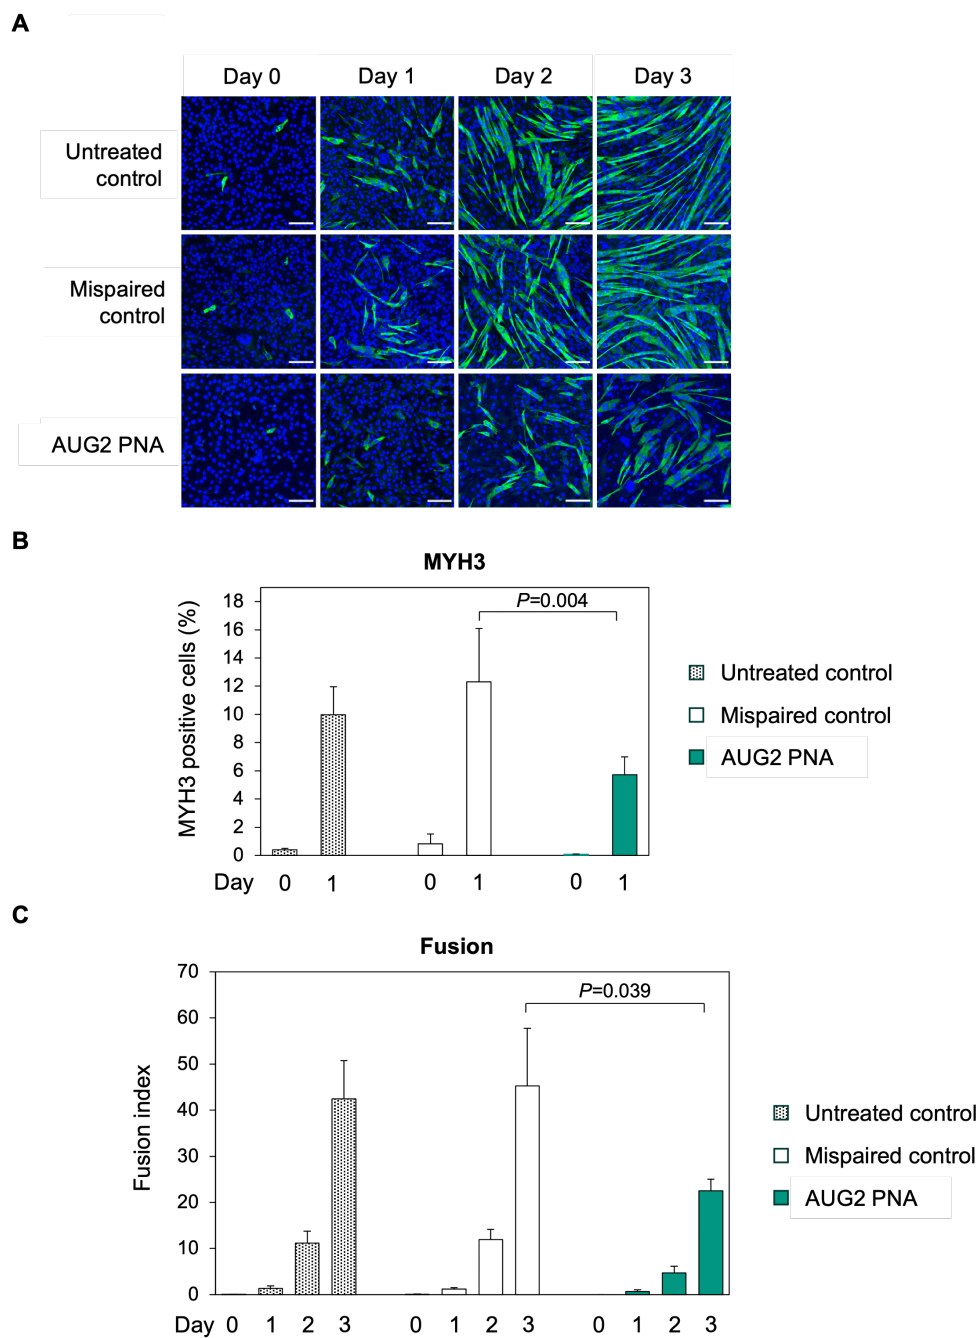 A
Day 0 Day 1 Day 2 Day 3
Untreated
control
Mispaired
control
AUG2 PNA
B
MYH3
MYH3 positive cells (%)
18
16
14
12
10
8
6
4
2
0
P=0.004
Day 0 1 0 1 0 1
Untreated control
Mispaired control
AUG2 PNA
C
Fusion
Fusion index
70
60
50
40
30
20
10
0
P=0.039
Day 0 1 2 3 0 1 2 3 0 1 2 3
Untreated control
Mispaired control
AUG2 PNA